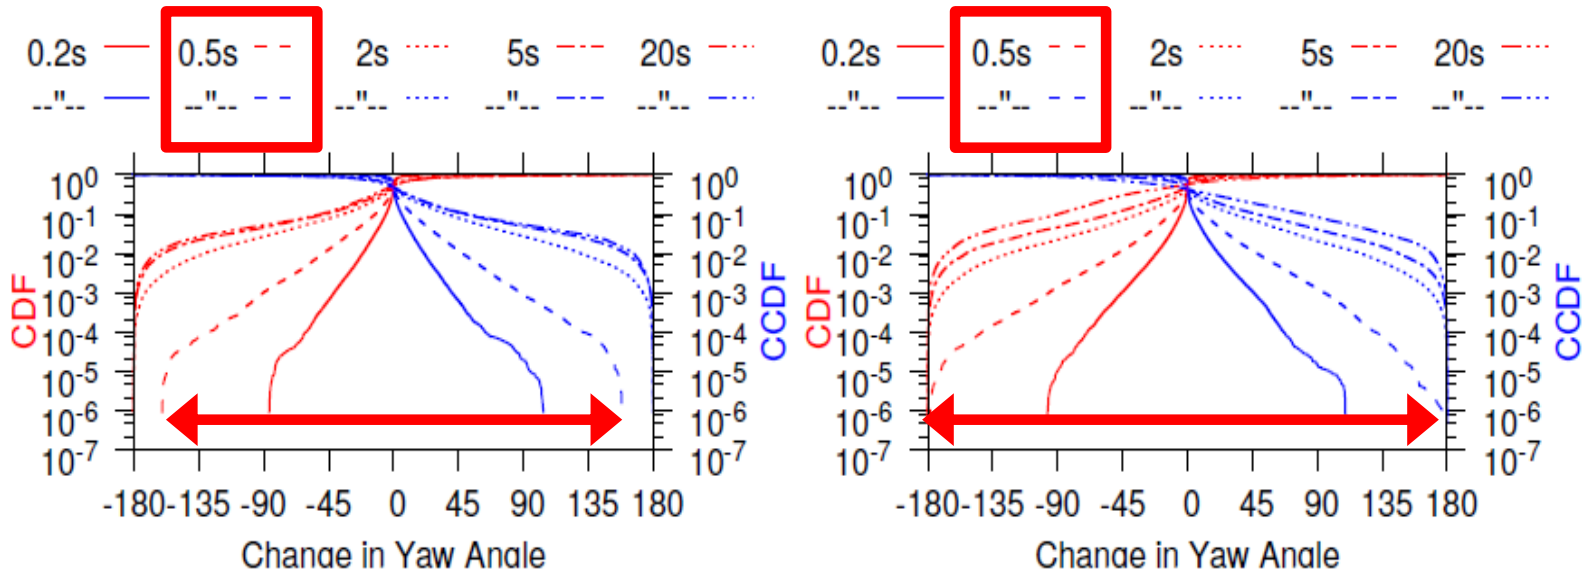 0.2s 0.5s 2s 5s 20s
--"-- --"-- --"-- --"-- --"--
10^0 10^0
10^-1 10^-1
10^-2 10^-2
10^-3 10^-3
10^-4 10^-4
10^-5 10^-5
10^-6 10^-6
10^-7 10^-7
CDF
CCDF
-180 -135 -90 -45 0 45 90 135 180
Change in Yaw Angle
0.2s 0.5s 2s 5s 20s
--"-- --"-- --"-- --"-- --"--
10^0 10^0
10^-1 10^-1
10^-2 10^-2
10^-3 10^-3
10^-4 10^-4
10^-5 10^-5
10^-6 10^-6
10^-7 10^-7
CDF
CCDF
-180 -135 -90 -45 0 45 90 135 180
Change in Yaw Angle